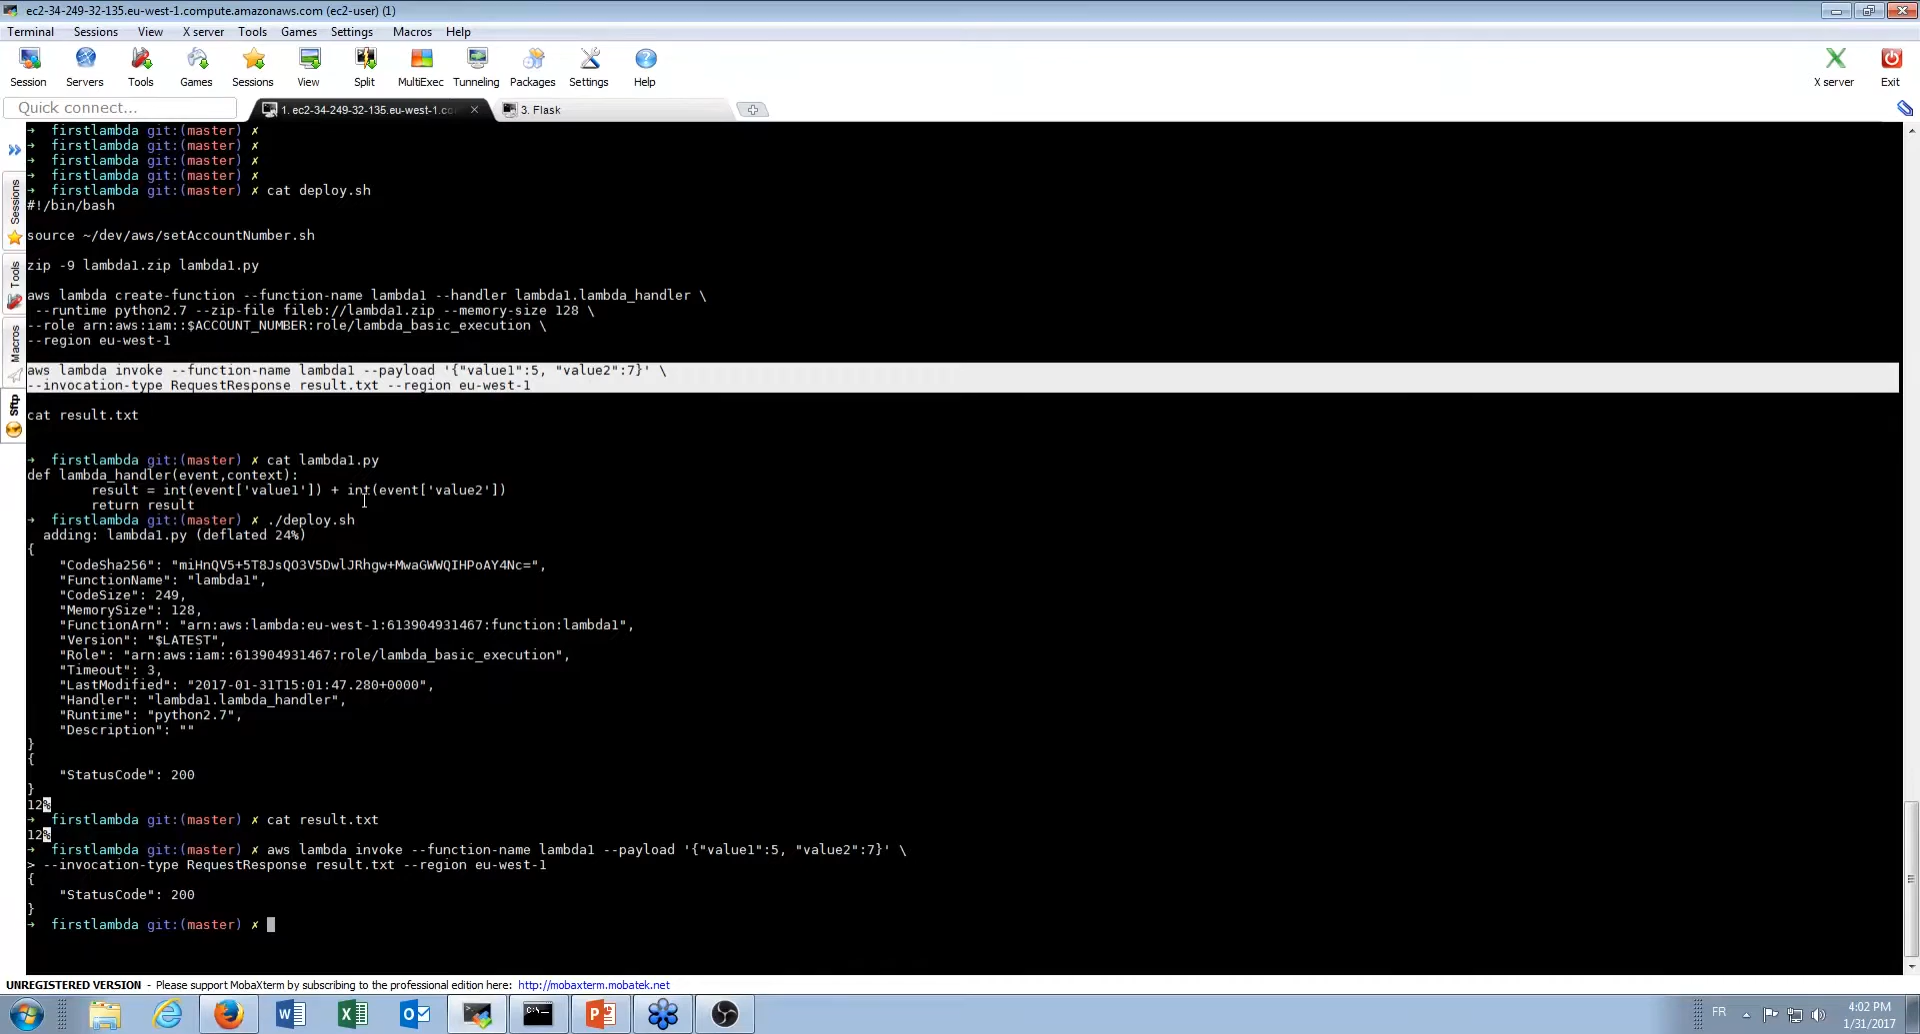 ec2-34-249-32-135.eu-west-1.compute.amazonaws.com (ec2-user) (1)
Terminal Sessions View X server Tools Games Settings Macros Help
Session Servers Tools Games Sessions View Split MultiExec Tunneling Packages Settings Help X server Exit
Quick connect...
1. ec2-34-249-32-135.eu-west-1.co
3. Flask
Sessions
Tools
Macros
Sftp
→ firstlambda git:(master) ✗
→ firstlambda git:(master) ✗
→ firstlambda git:(master) ✗
→ firstlambda git:(master) ✗
→ firstlambda git:(master) ✗ cat deploy.sh
#!/bin/bash
source ~/dev/aws/setAccountNumber.sh
zip -9 lambda1.zip lambda1.py
aws lambda create-function --function-name lambda1 --handler lambda1.lambda_handler \
--runtime python2.7 --zip-file fileb://lambda1.zip --memory-size 128 \
--role arn:aws:iam::$ACCOUNT_NUMBER:role/lambda_basic_execution \
--region eu-west-1
aws lambda invoke --function-name lambda1 --payload '{"value1":5, "value2":7}' \
--invocation-type RequestResponse result.txt --region eu-west-1
cat result.txt
→ firstlambda git:(master) ✗ cat lambda1.py
def lambda_handler(event,context):
result = int(event['value1']) + int(event['value2'])
return result
→ firstlambda git:(master) ✗ ./deploy.sh
adding: lambda1.py (deflated 24%)
{
"CodeSha256": "miHnQV5+5T8JsQO3V5DwlJRhgw+MwaGWWQIHPoAY4Nc=",
"FunctionName": "lambda1",
"CodeSize": 249,
"MemorySize": 128,
"FunctionArn": "arn:aws:lambda:eu-west-1:613904931467:function:lambda1",
"Version": "$LATEST",
"Role": "arn:aws:iam::613904931467:role/lambda_basic_execution",
"Timeout": 3,
"LastModified": "2017-01-31T15:01:47.280+0000",
"Handler": "lambda1.lambda_handler",
"Runtime": "python2.7",
"Description": ""
}
{
"StatusCode": 200
}
12%
→ firstlambda git:(master) ✗ cat result.txt
12%
→ firstlambda git:(master) ✗ aws lambda invoke --function-name lambda1 --payload '{"value1":5, "value2":7}' \
> --invocation-type RequestResponse result.txt --region eu-west-1
{
"StatusCode": 200
}
→ firstlambda git:(master) ✗
UNREGISTERED VERSION - Please support MobaXterm by subscribing to the professional edition here: http://mobaxterm.mobatek.net
FR
4:02 PM
1/31/2017